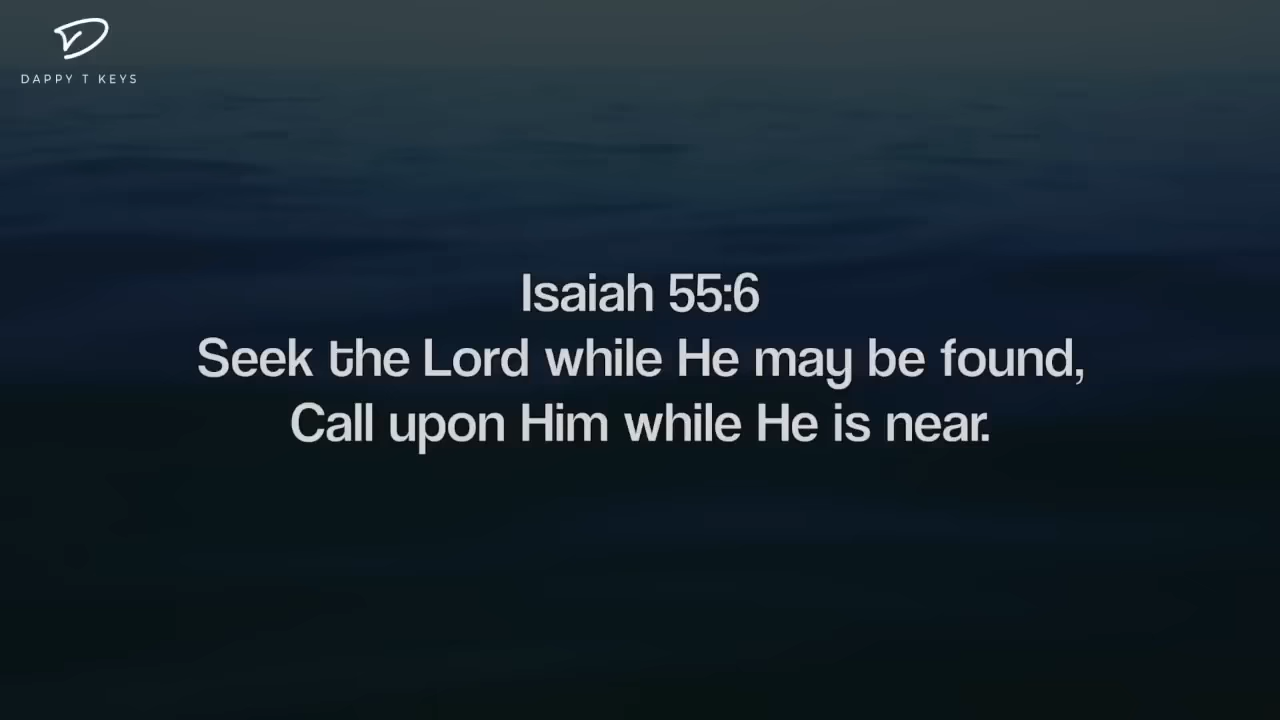 DAPPY T KEYS
Isaiah 55:6
Seek the Lord while He may be found,
Call upon Him while He is near.